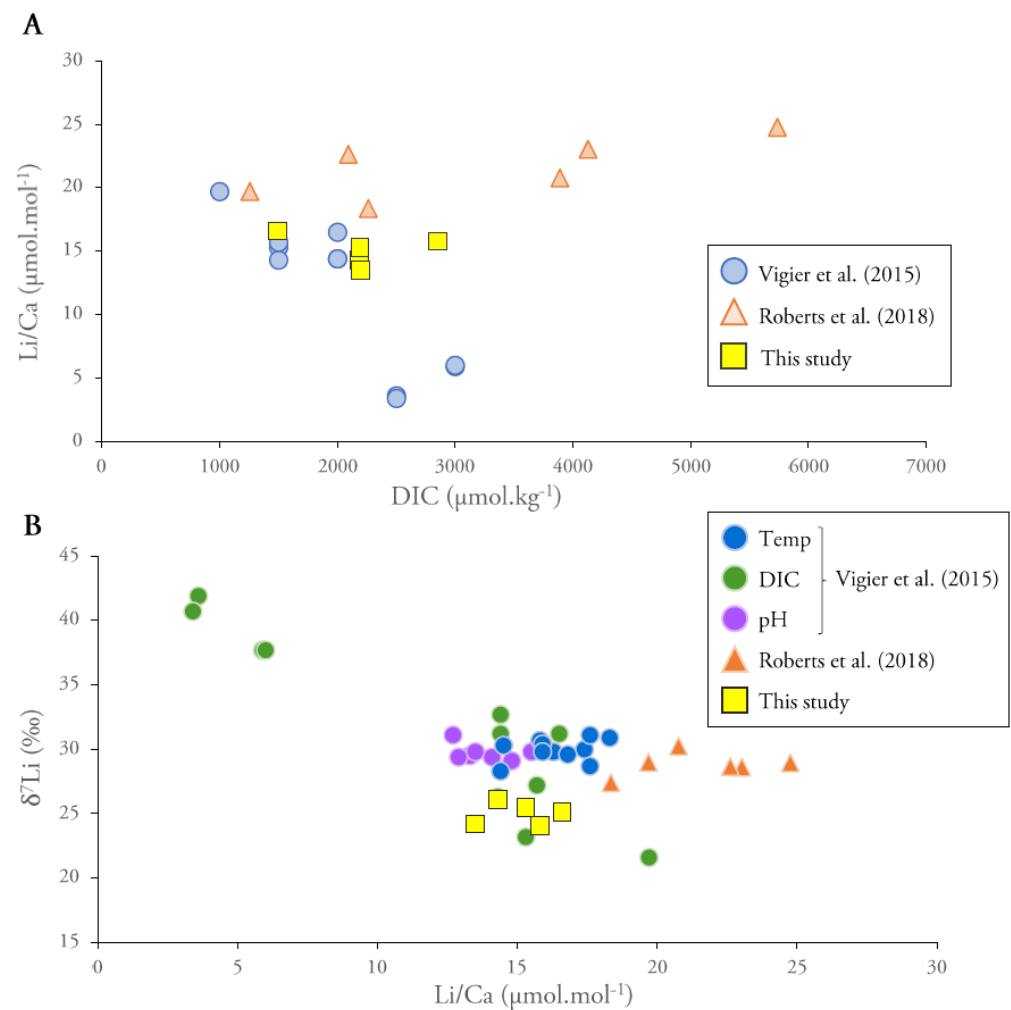 A
30
25
20
15
10
5
0
Li/Ca (µmol.mol⁻¹)
0 1000 2000 3000 4000 5000 6000 7000
DIC (µmol.kg⁻¹)
Vigier et al. (2015)
Roberts et al. (2018)
This study
B
45
40
35
30
25
20
15
δ⁷Li (‰)
0 5 10 15 20 25 30
Li/Ca (µmol.mol⁻¹)
Temp
DIC
pH
Vigier et al. (2015)
Roberts et al. (2018)
This study